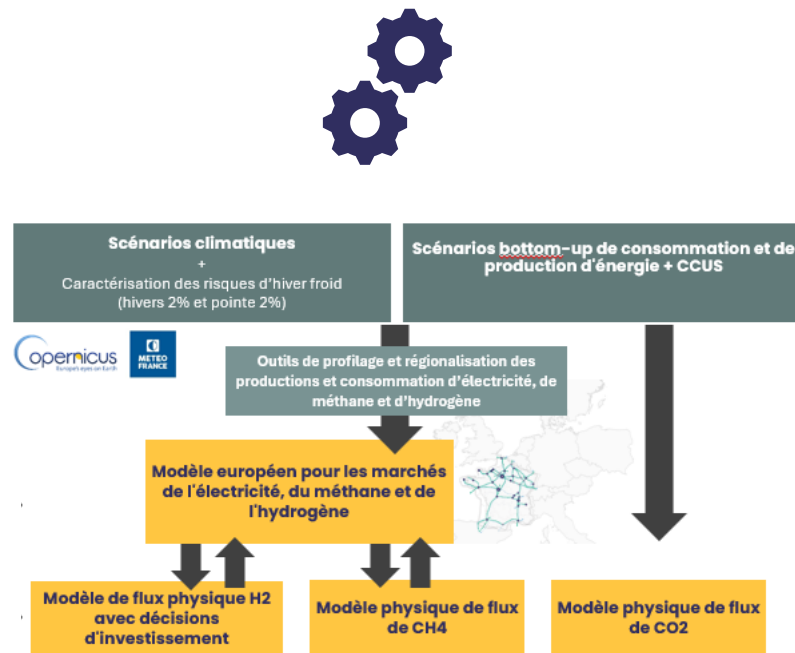 Scénarios climatiques
+
Caractérisation des risques d'hiver froid
(hivers 2% et pointe 2%)
Scénarios bottom-up de consommation et de
production d'énergie + CCUS
opernicus
Europe's eyes on Earth
METEO
FRANCE
Outils de profilage et régionalisation des
productions et consommation d'électricité, de
méthane et d'hydrogène
Modèle européen pour les marchés
de l'électricité, du méthane et de
l'hydrogène
Modèle de flux physique H2
avec décisions
d'investissement
Modèle physique de flux
de CH4
Modèle physique de flux
de CO2